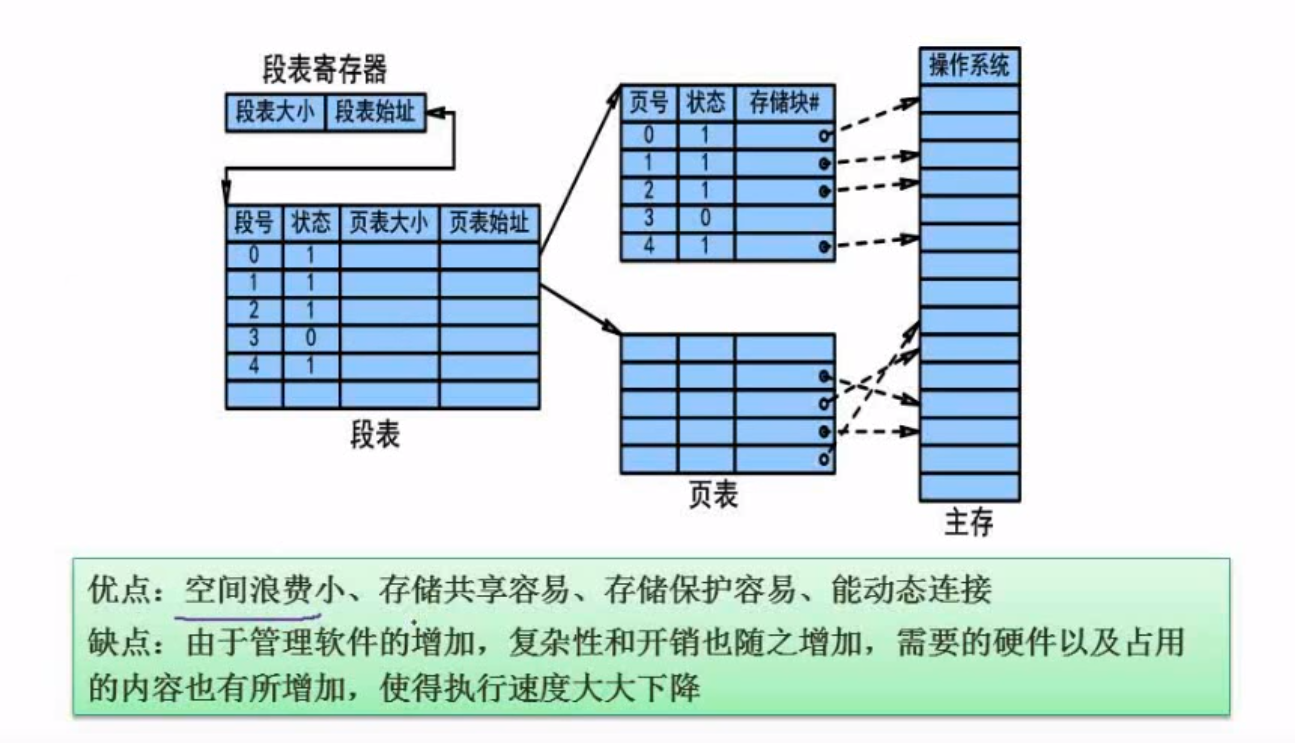 段表寄存器
段表大小 段表始址
段号 状态 页表大小 页表始址
0 1
1 1
2 1
3 0
4 1
段表
页号 状态 存储块#
0 1
1 1
2 1
3 0
4 1
页表
操作系统
主存
优点：空间浪费小、存储共享容易、存储保护容易、能动态连接
缺点：由于管理软件的增加，复杂性和开销也随之增加，需要的硬件以及占用
的内容也有所增加，使得执行速度大大下降